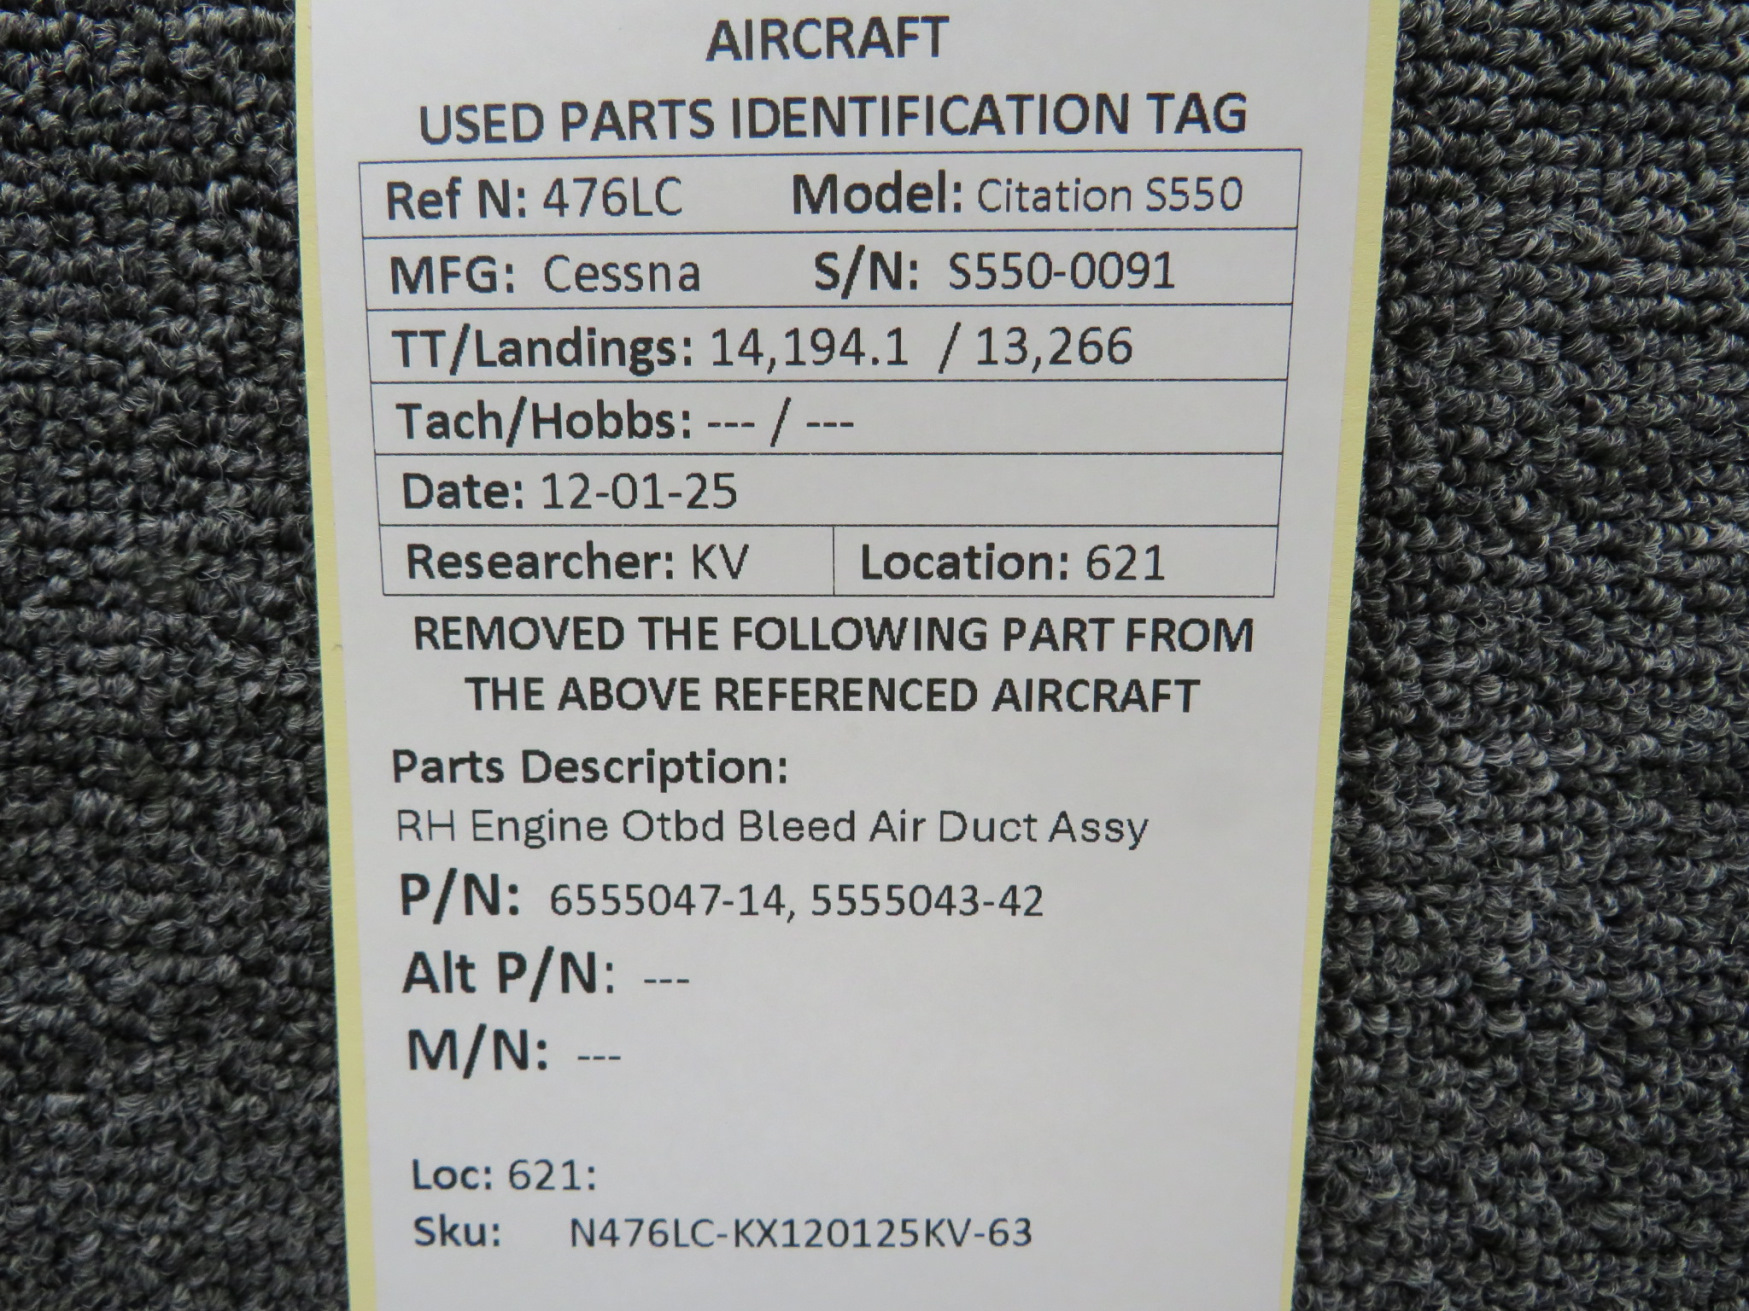 AIRCRAFT
USED PARTS IDENTIFICATION TAG
Ref N: 476LC Model: Citation S550
MFG: Cessna S/N: S550-0091
TT/Landings: 14,194.1 / 13,266
Tach/Hobbs: --- / ---
Date: 12-01-25
Researcher: KV Location: 621
REMOVED THE FOLLOWING PART FROM
THE ABOVE REFERENCED AIRCRAFT
Parts Description:
RH Engine Otbd Bleed Air Duct Assy
P/N: 6555047-14, 5555043-42
Alt P/N: ---
M/N: ---
Loc: 621:
Sku: N476LC-KX120125KV-63